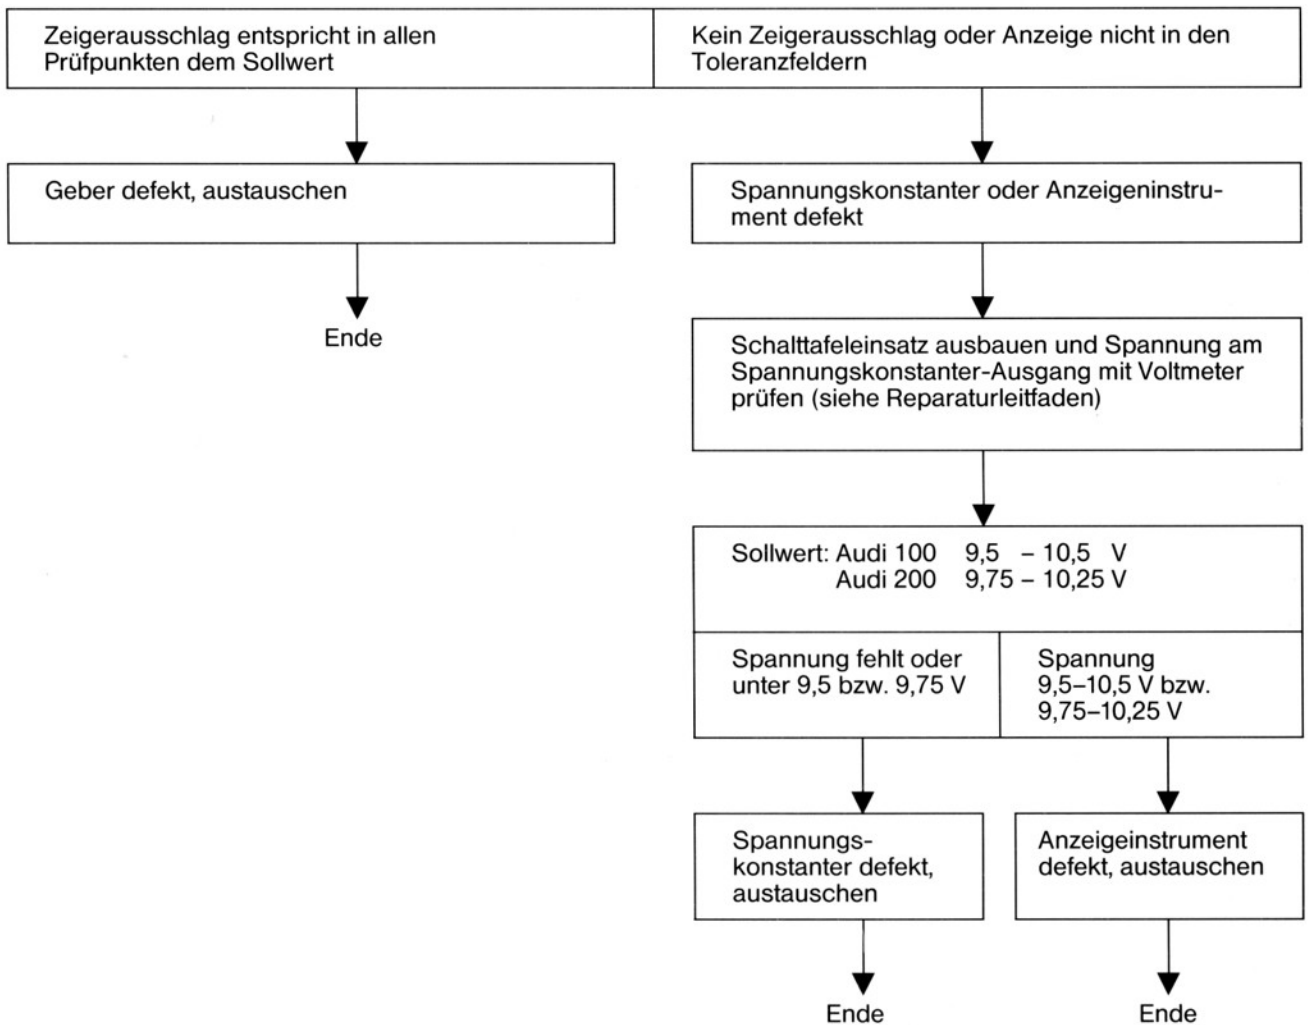 Zeigerausschlag entspricht in allen
Prüfpunkten dem Sollwert
Kein Zeigerausschlag oder Anzeige nicht in den
Toleranzfeldern
Geber defekt, austauschen
Ende
Spannungskonstanter oder Anzeigeninstru-
ment defekt
Schalttafeleinsatz ausbauen und Spannung am
Spannungskonstanter-Ausgang mit Voltmeter
prüfen (siehe Reparaturleitfaden)
Sollwert: Audi 100 9,5 – 10,5 V
Audi 200 9,75 – 10,25 V
Spannung fehlt oder
unter 9,5 bzw. 9,75 V
Spannung
9,5–10,5 V bzw.
9,75–10,25 V
Spannungs-
konstanter defekt,
austauschen
Anzeigeinstrument
defekt, austauschen
Ende
Ende